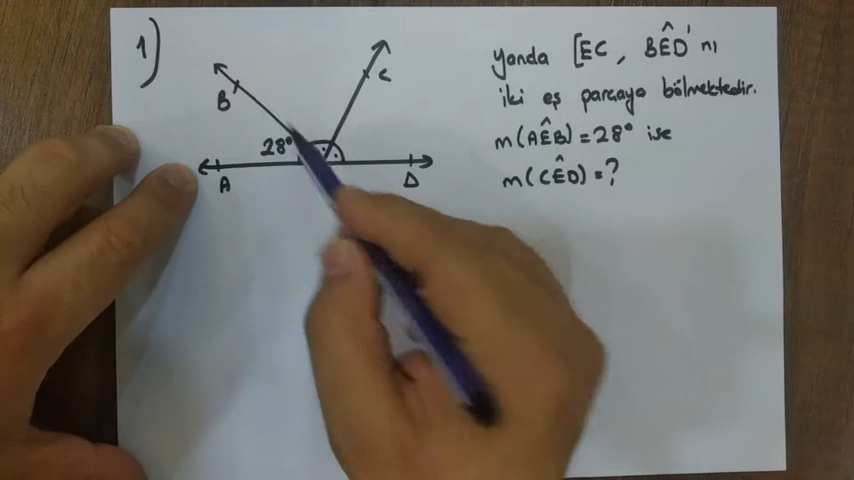 1)
B
C
28°
A
D
Yanda [EC, BÊD'nı
iki eş parçaya bölmektedir.
m(AÊB) = 28° ise
m(CÊD) = ?